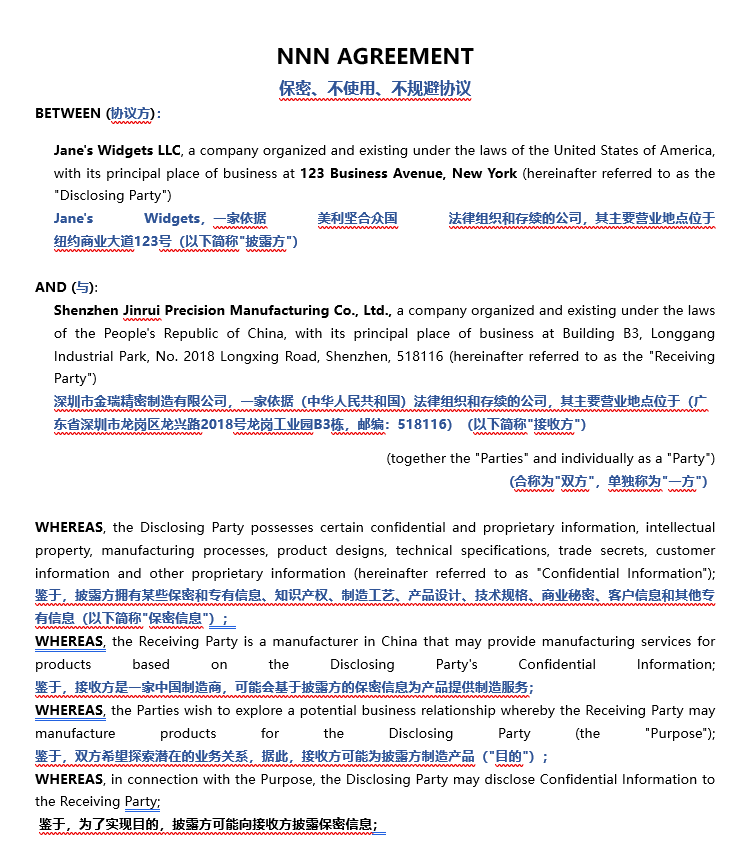 NNN AGREEMENT
保密、不使用、不规避协议
BETWEEN (协议方):
Jane's Widgets LLC, a company organized and existing under the laws of the United States of America,
with its principal place of business at 123 Business Avenue, New York (hereinafter referred to as the
"Disclosing Party")
Jane's Widgets, 一家依据 美利坚合众国 法律组织和存续的公司，其主要营业地点位于
纽约商业大道123号（以下简称"披露方"）
AND (与):
Shenzhen Jinrui Precision Manufacturing Co., Ltd., a company organized and existing under the laws
of the People's Republic of China, with its principal place of business at Building B3, Longgang
Industrial Park, No. 2018 Longxing Road, Shenzhen, 518116 (hereinafter referred to as the "Receiving
Party")
深圳市金瑞精密制造有限公司，一家依据（中华人民共和国）法律组织和存续的公司，其主要营业地点位于（广
东省深圳市龙岗区龙兴路2018号龙岗工业园B3栋，邮编：518116）（以下简称"接收方"）
(together the "Parties" and individually as a "Party")
（合称为"双方"，单独称为"一方"）
WHEREAS, the Disclosing Party possesses certain confidential and proprietary information, intellectual
property, manufacturing processes, product designs, technical specifications, trade secrets, customer
information and other proprietary information (hereinafter referred to as "Confidential Information");
鉴于，披露方拥有某些保密和专有信息、知识产权、制造工艺、产品设计、技术规格、商业秘密、客户信息和其他专
有信息（以下简称"保密信息"）；
WHEREAS, the Receiving Party is a manufacturer in China that may provide manufacturing services for
products based on the Disclosing Party's Confidential Information;
鉴于，接收方是一家中国制造商，可能会基于披露方的保密信息为产品提供制造服务；
WHEREAS, the Parties wish to explore a potential business relationship whereby the Receiving Party may
manufacture products for the Disclosing Party (the "Purpose");
鉴于，双方希望探索潜在的业务关系，据此，接收方可能为披露方制造产品（"目的"）；
WHEREAS, in connection with the Purpose, the Disclosing Party may disclose Confidential Information to
the Receiving Party;
鉴于，为了实现目的，披露方可能向接收方披露保密信息；